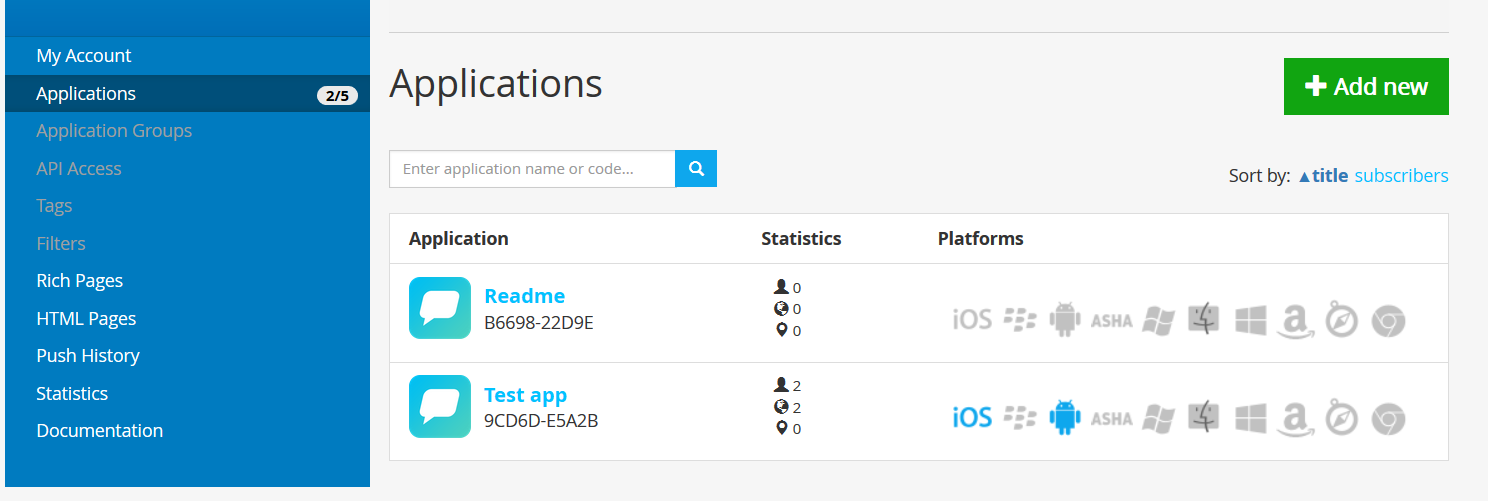 My Account
Applications 2/5
Application Groups
API Access
Tags
Filters
Rich Pages
HTML Pages
Push History
Statistics
Documentation
Applications
Add new
Enter application name or code...
Sort by: ▲title subscribers
Application Statistics Platforms
Readme
B6698-22D9E
0
0
0
iOS ASHA a
Test app
9CD6D-E5A2B
2
2
0
iOS ASHA a